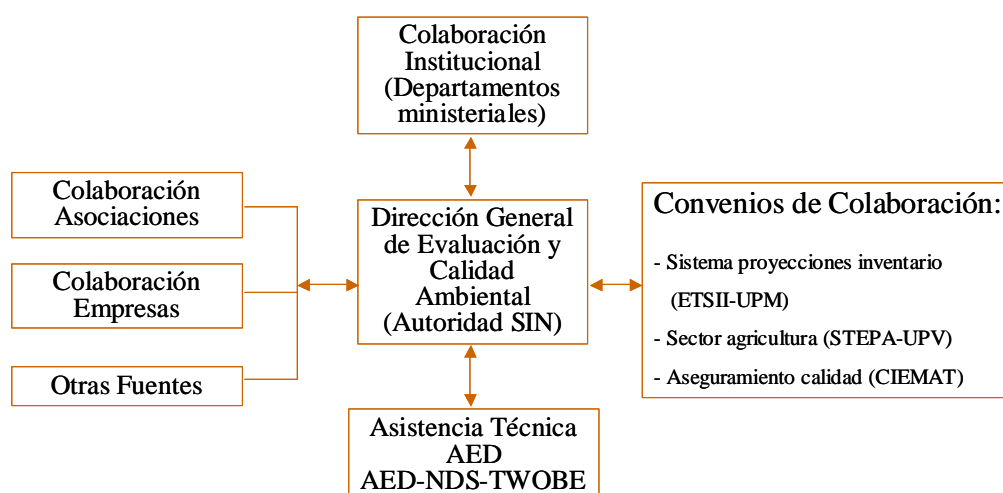 Colaboración
Institucional
(Departamentos
ministeriales)
Colaboración
Asociaciones
Colaboración
Empresas
Otras Fuentes
Dirección General
de Evaluación y
Calidad
Ambiental
(Autoridad SIN)
Convenios de Colaboración:
- Sistema proyecciones inventario
(ETSII-UPM)
- Sector agricultura (STEPA-UPV)
- Aseguramiento calidad (CIEMAT)
Asistencia Técnica
AED
AED-NDS-TWOBE